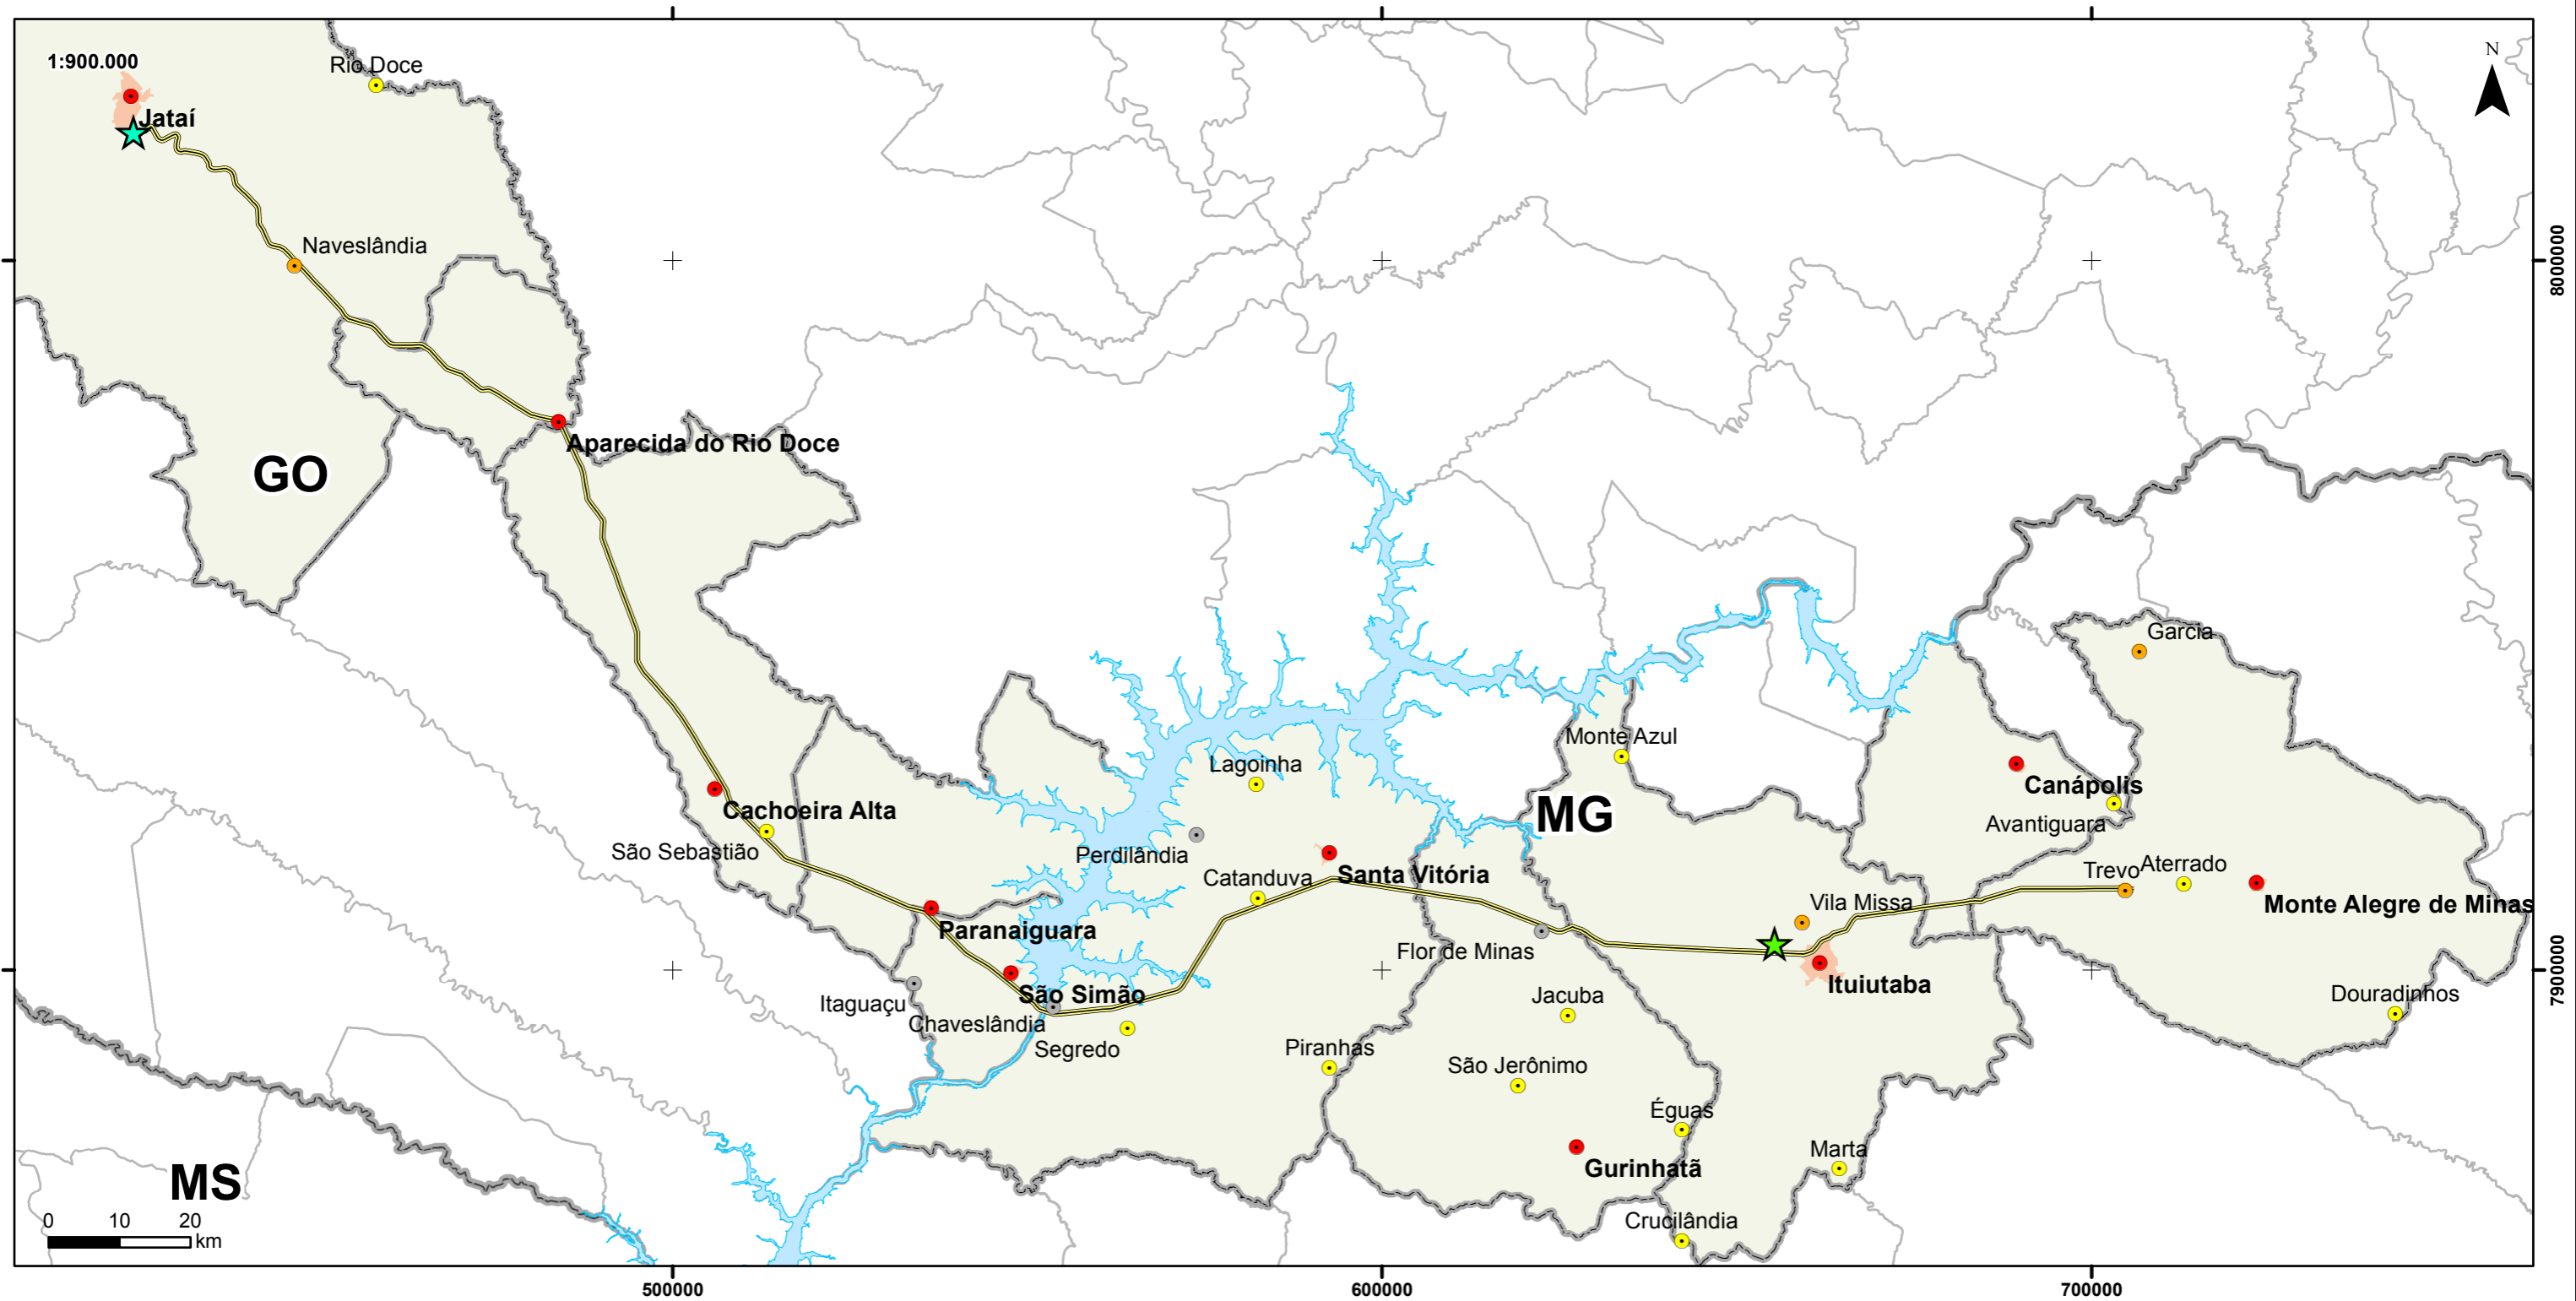 N
1:900.000
Rio Doce
Jataí
Naveslândia
8000000
Aparecida do Rio Doce
GO
Garcia
Monte Azul
Lagoinha
Canápolis
Cachoeira Alta
MG
Avantiguara
São Sebastião
Perdilândia
Trevo
Aterrado
Catanduva
Santa Vitória
Vila Missa
Monte Alegre de Minas
Paranaiguara
Flor de Minas
7900000
Ituiutaba
São Simão
Jacuba
Douradinhos
Itaguaçu
Chaveslândia
Segredo
Piranhas
São Jerônimo
Éguas
Marta
Gurinhatã
MS
Crucilândia
0 10 20
km
500000
600000
700000